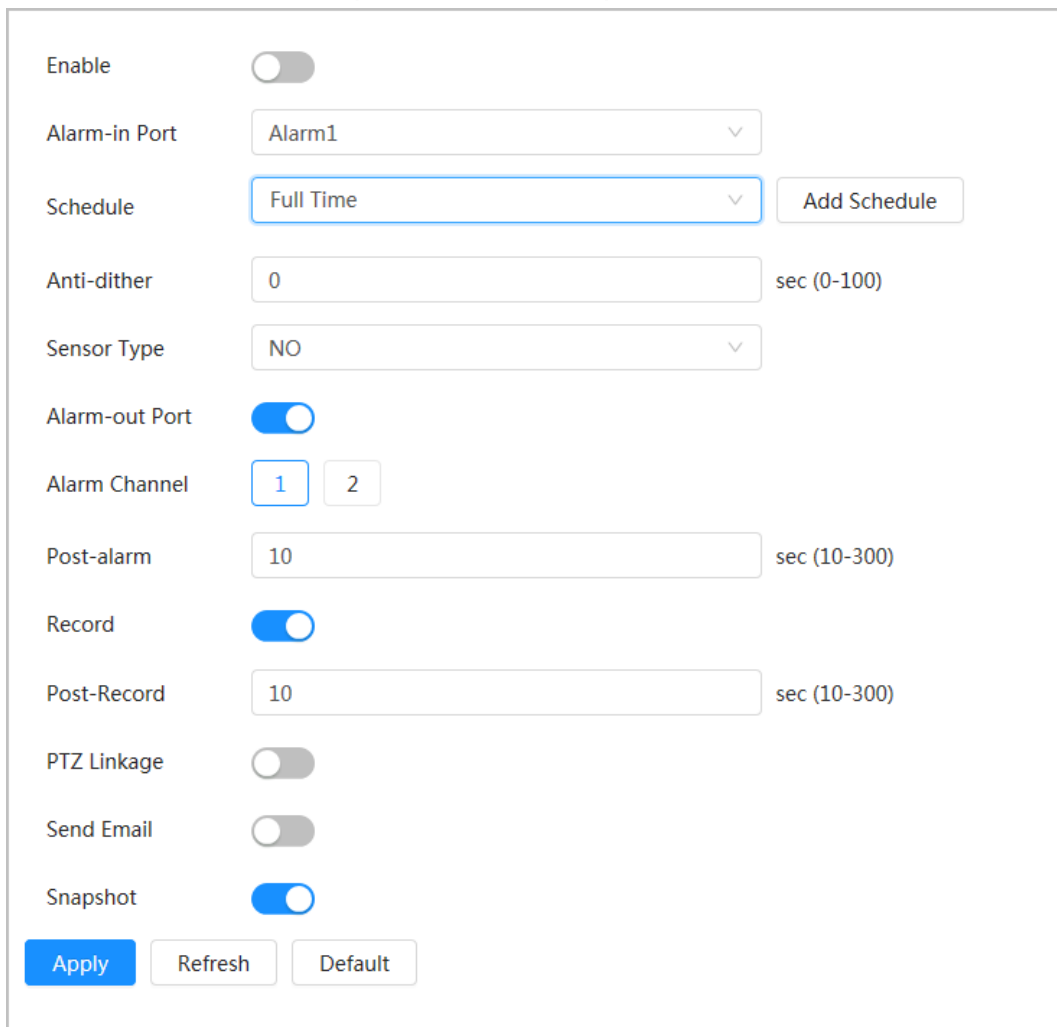 Enable
Alarm-in Port Alarm1
Schedule Full Time Add Schedule
Anti-dither 0 sec (0-100)
Sensor Type NO
Alarm-out Port
Alarm Channel 1 2
Post-alarm 10 sec (10-300)
Record
Post-Record 10 sec (10-300)
PTZ Linkage
Send Email
Snapshot
Apply Refresh Default